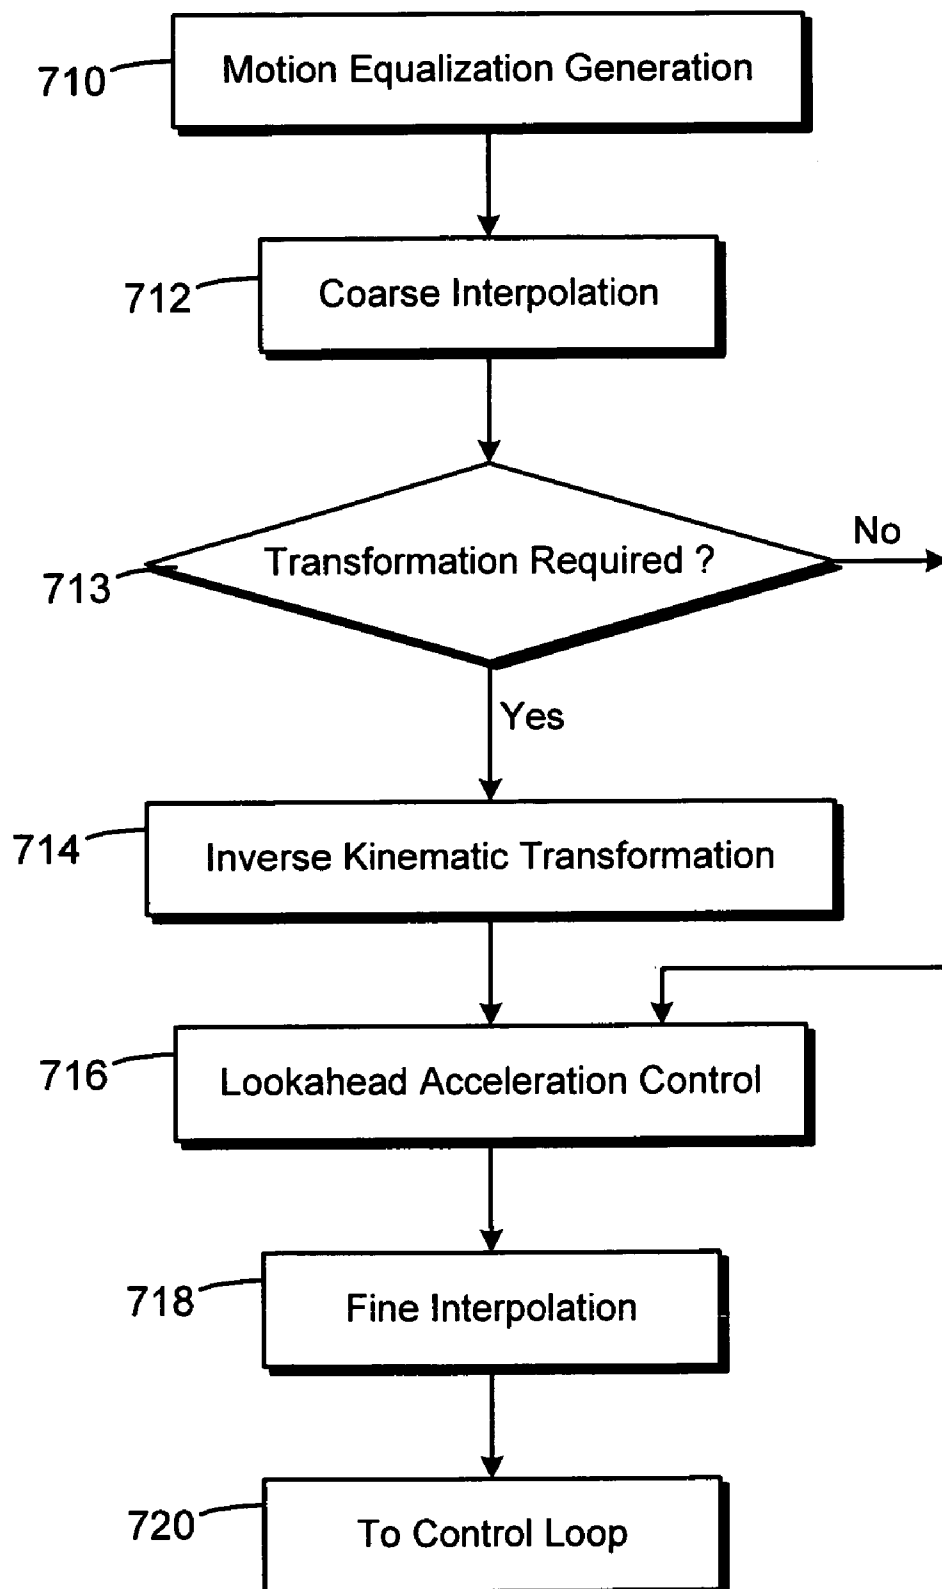 710
Motion Equalization Generation
712
Coarse Interpolation
713
Transformation Required ?
No
Yes
714
Inverse Kinematic Transformation
716
Lookahead Acceleration Control
718
Fine Interpolation
720
To Control Loop